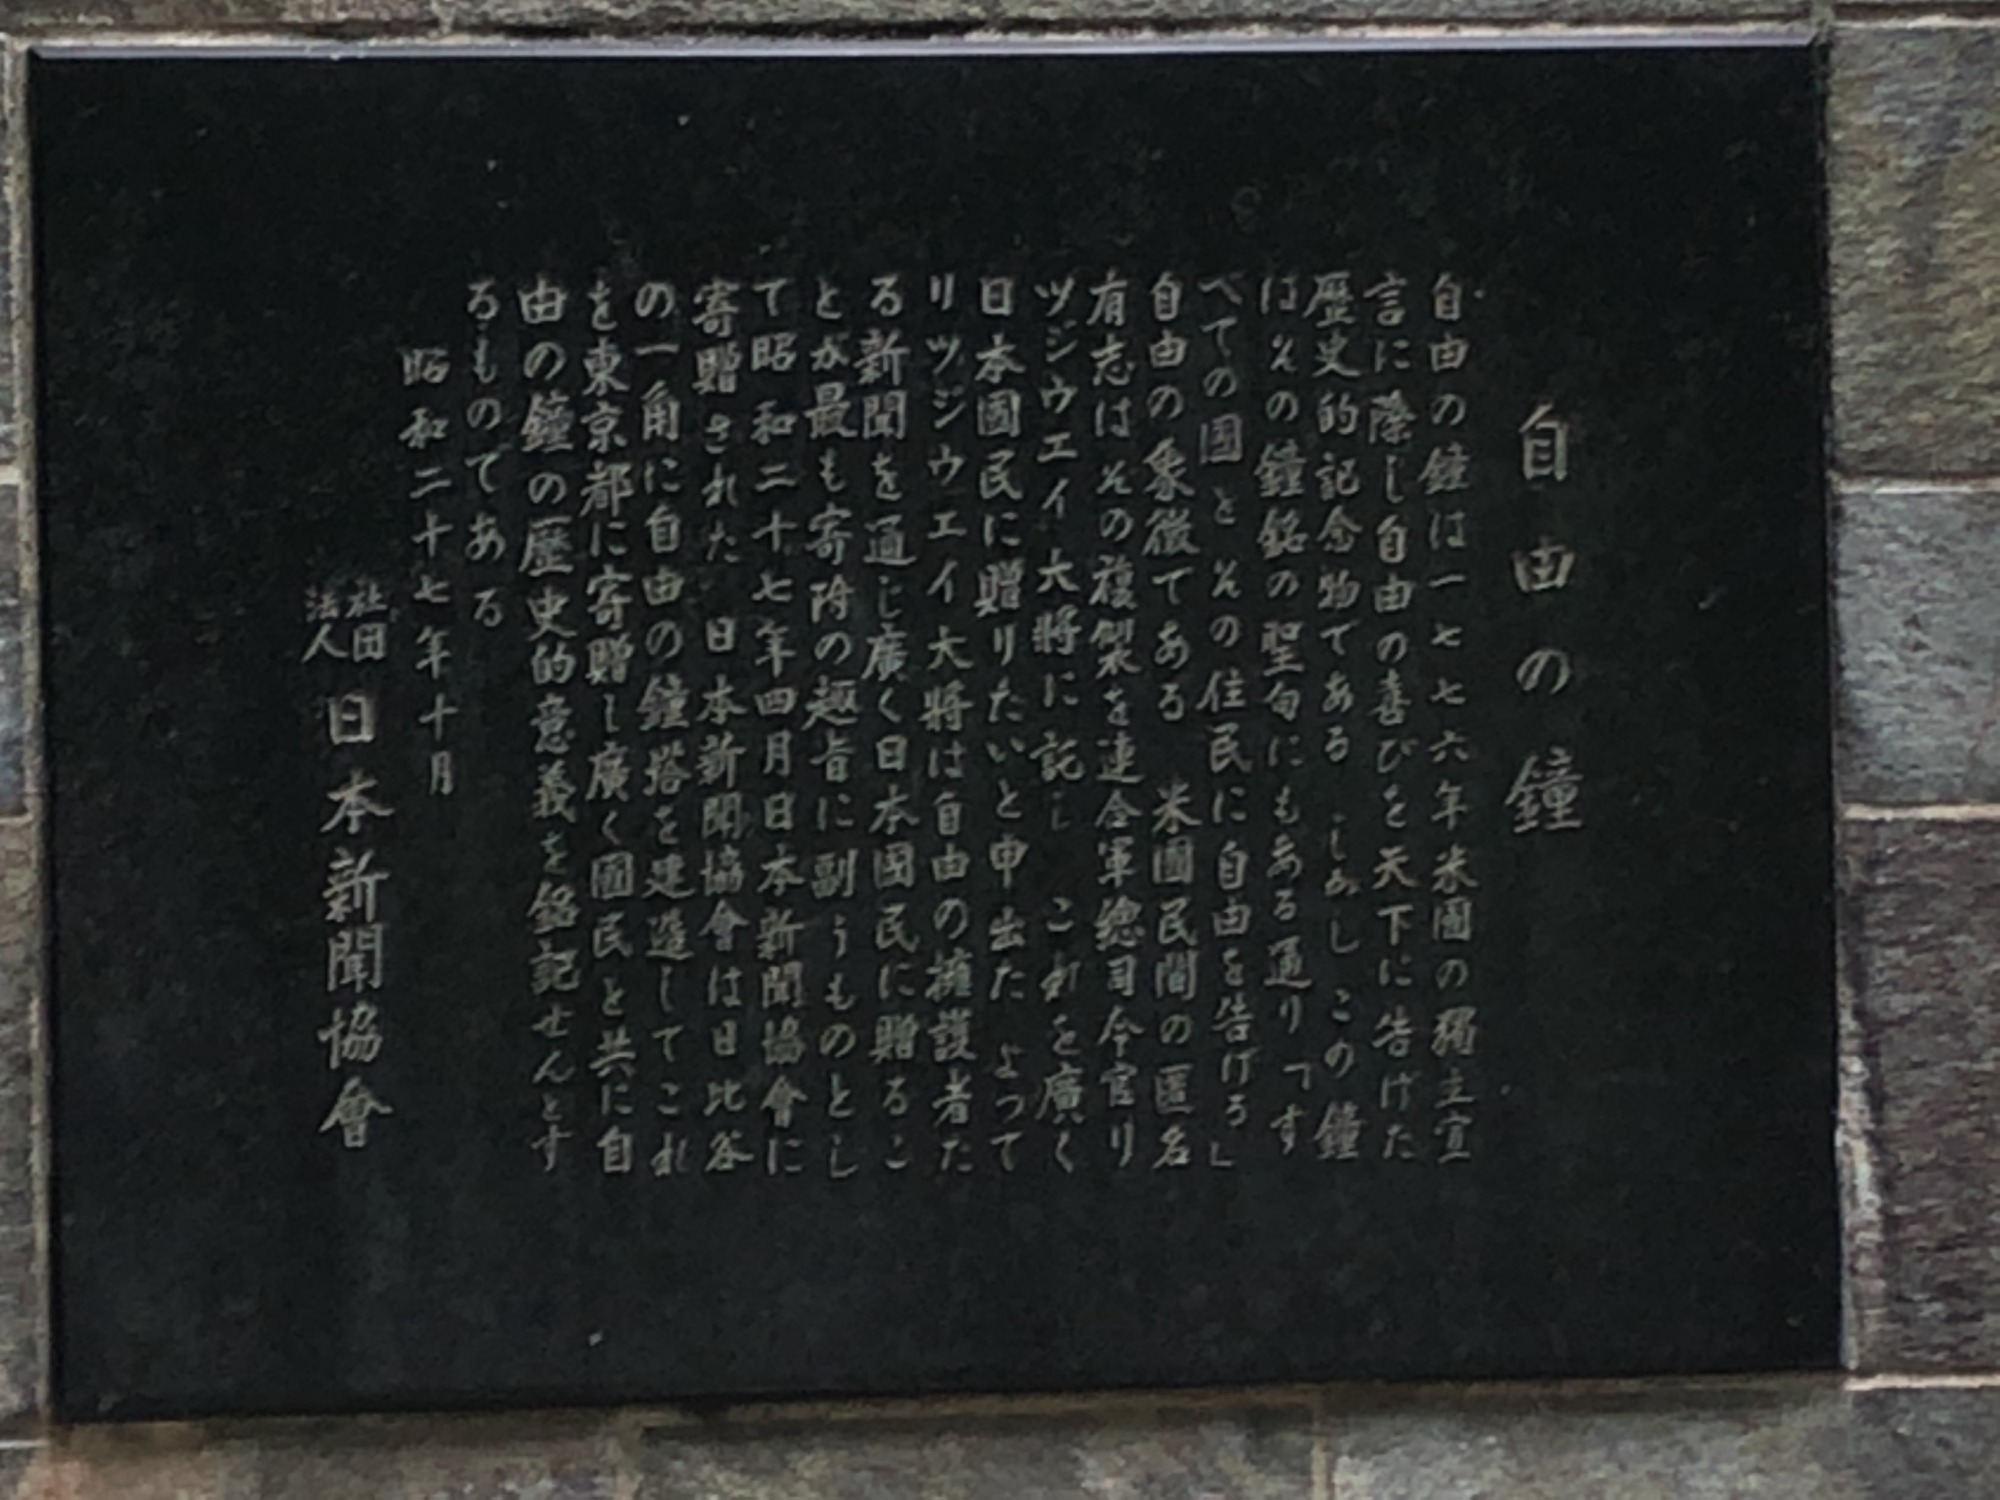 自由の鐘
自由の鐘は一七七六年米國の獨立宣
言に際し自由の喜びを天下に告げた
歴史的記念物である しかし この鐘
はその鐘銘の聖句にもある通り「す
べての國と その住民に自由を告げろ」
自由の象徴である 米國民間の匿名
有志はその複製を連合軍總司令官リ
ツジウエイ大將に託し これを廣く
日本國民に贈りたいと申出た よつて
リツジウエイ大將は自由の擁護者た
る新聞を通じ廣く日本國民に贈るこ
とが最も寄附の趣旨に副うものとし
て昭和二十七年四月日本新聞協會に
寄贈された 日本新聞協會は日比谷
の一角に自由の鐘塔を建造してこれ
を東京都に寄贈し廣く國民と共に自
由の鐘の歴史的意義を銘記せんとす
るものである
昭和二十七年十月
社団法人 日本新聞協會